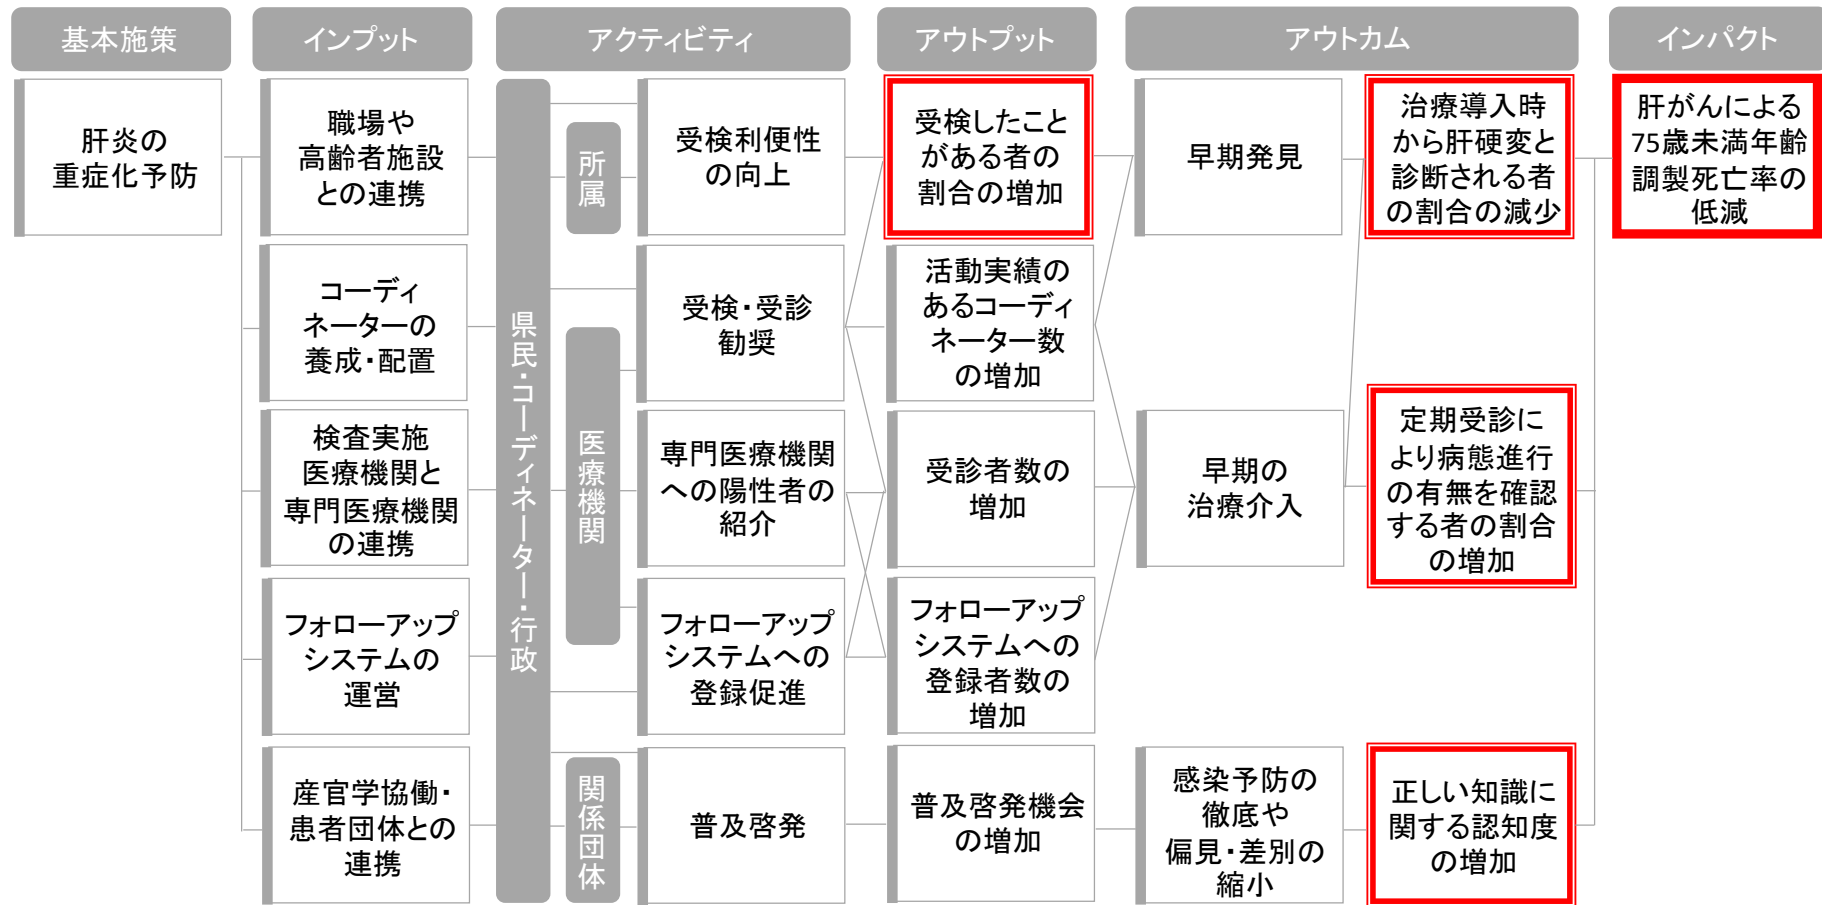 基本施策
インプット
アクティビティ
アウトプット
アウトカム
インパクト
肝炎の
重症化予防
職場や
高齢者施設
との連携
コーディ
ネーターの
養成・配置
検査実施
医療機関と
専門医療機関
の連携
フォローアップ
システムの
運営
産官学協働・
患者団体との
連携
県民・コーディネーター・行政
所属
医療機関
関係団体
受検利便性
の向上
受検・受診
勧奨
専門医療機関
への陽性者の
紹介
フォローアップ
システムへの
登録促進
普及啓発
受検したこと
がある者の
割合の増加
活動実績の
あるコーディ
ネーター数
の増加
受診者数の
増加
フォローアップ
システムへの
登録者数の
増加
普及啓発機会
の増加
早期発見
早期の
治療介入
感染予防の
徹底や
偏見・差別の
縮小
治療導入時
から肝硬変と
診断される者
の割合の減少
定期受診に
より病態進行
の有無を確認
する者の割合
の増加
正しい知識に
関する認知度
の増加
肝がんによる
75歳未満年齢
調製死亡率の
低減